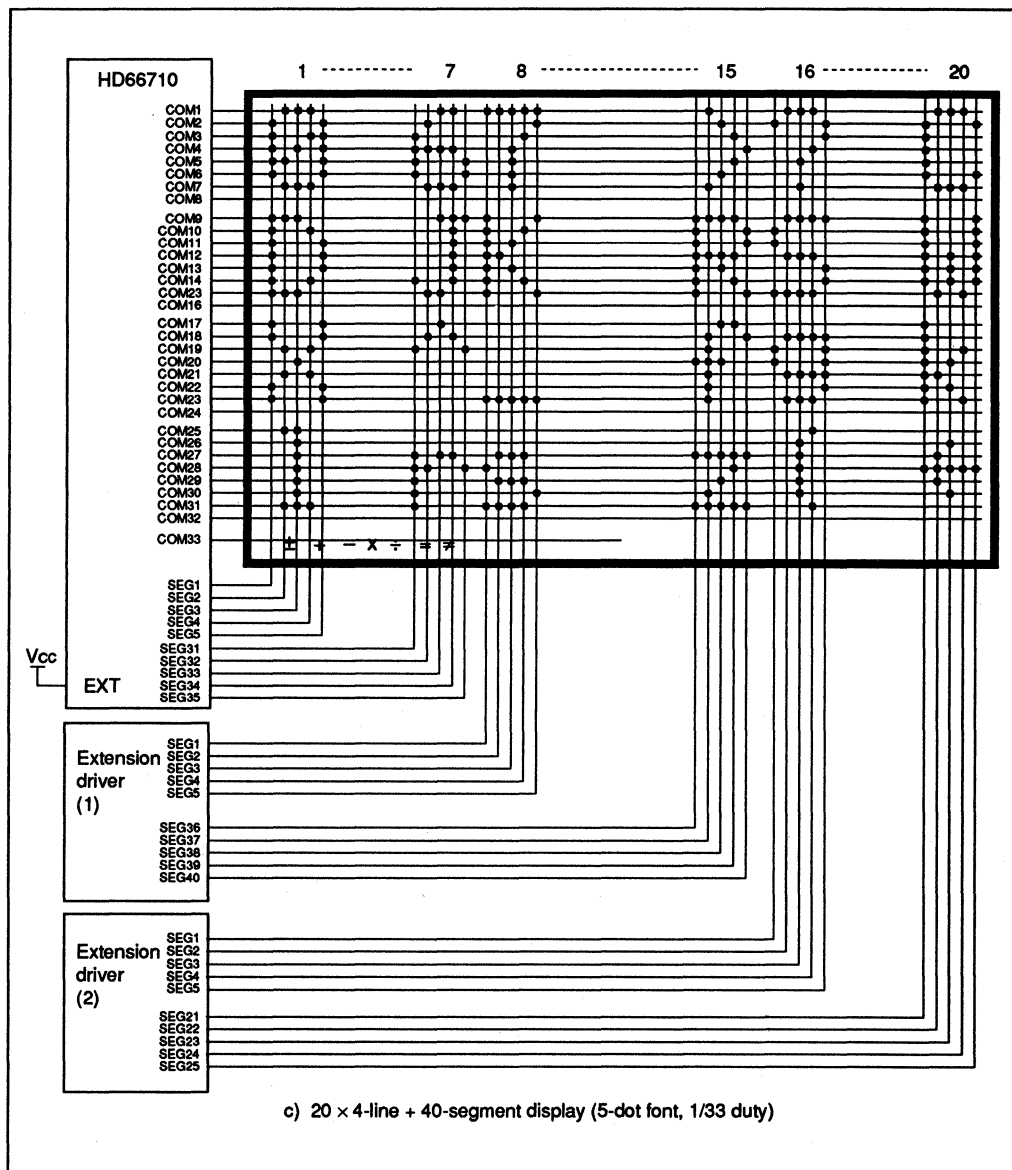 HD66710
1 7 8 15 16 20
COM1
COM2
COM3
COM4
COM5
COM6
COM7
COM8
COM9
COM10
COM11
COM12
COM13
COM14
COM23
COM16
COM17
COM18
COM19
COM20
COM21
COM22
COM23
COM24
COM25
COM26
COM27
COM28
COM29
COM30
COM31
COM32
COM33
± + − × ÷ = ≠
SEG1
SEG2
SEG3
SEG4
SEG5
SEG31
SEG32
SEG33
SEG34
SEG35
Vcc
EXT
Extension
driver
(1)
SEG1
SEG2
SEG3
SEG4
SEG5
SEG36
SEG37
SEG38
SEG39
SEG40
Extension
driver
(2)
SEG1
SEG2
SEG3
SEG4
SEG5
SEG21
SEG22
SEG23
SEG24
SEG25
c) 20 × 4-line + 40-segment display (5-dot font, 1/33 duty)